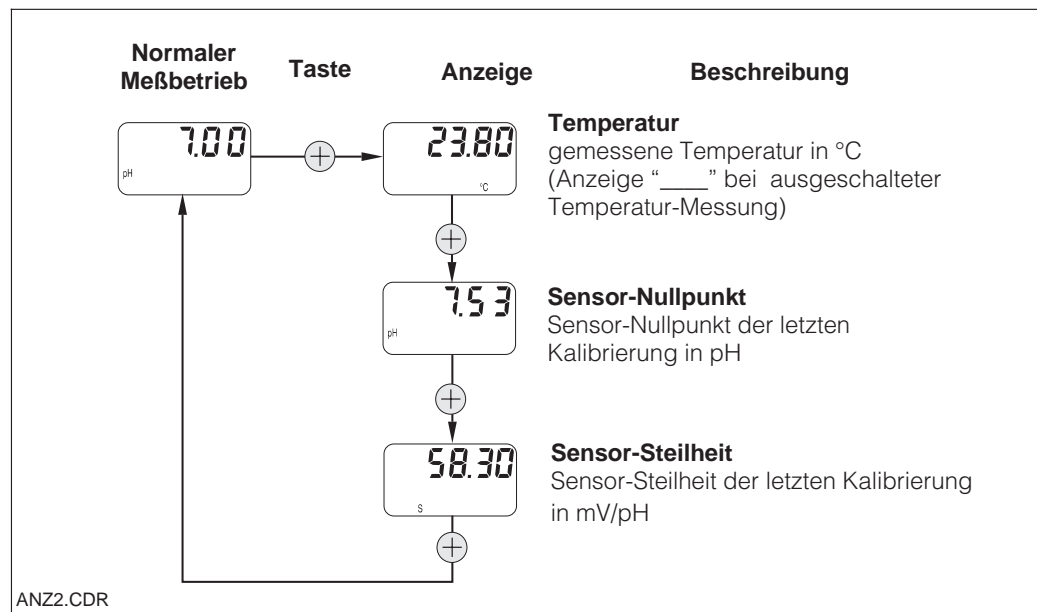 Normaler
Meßbetrieb
Taste
Anzeige
Beschreibung
7.00
pH
+
23.80
°C
Temperatur
gemessene Temperatur in °C
(Anzeige “____” bei ausgeschalteter
Temperatur-Messung)
+
7.53
pH
Sensor-Nullpunkt
Sensor-Nullpunkt der letzten
Kalibrierung in pH
+
58.30
S
Sensor-Steilheit
Sensor-Steilheit der letzten Kalibrierung
in mV/pH
+
ANZ2.CDR